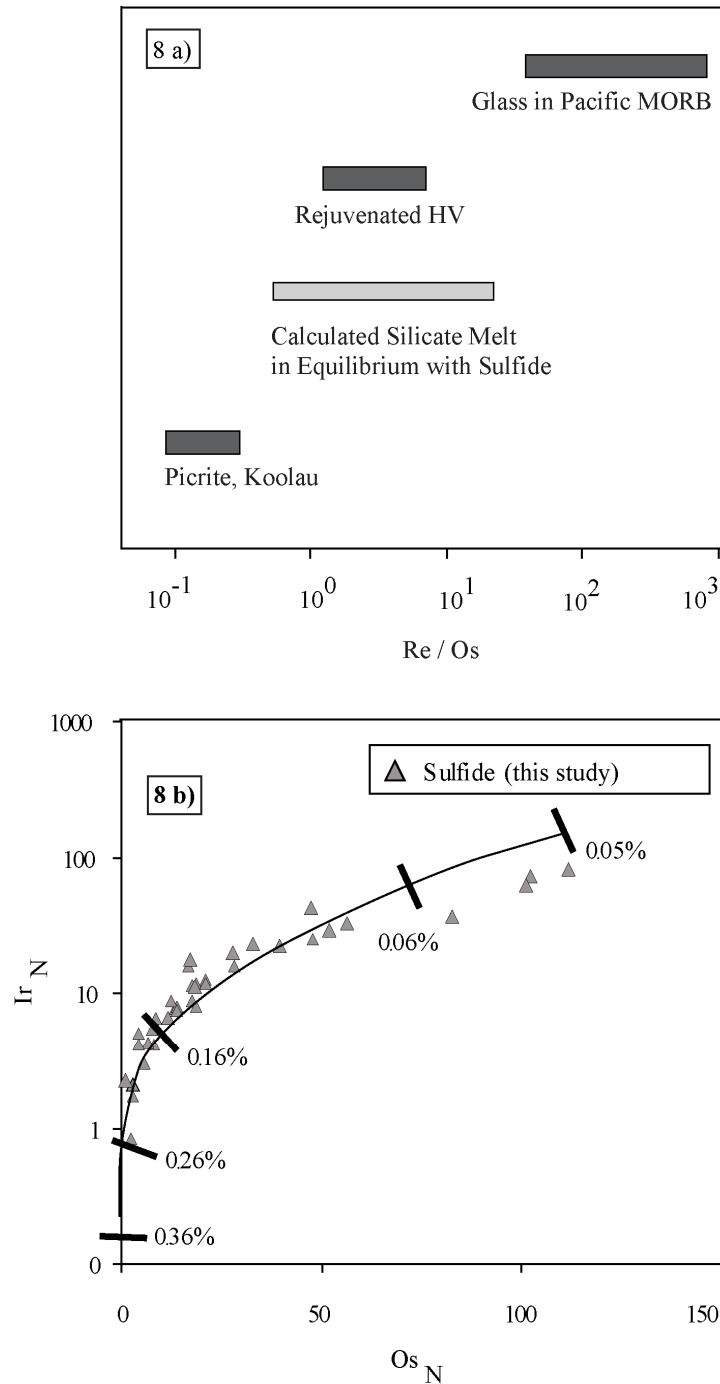 8 a)
Glass in Pacific MORB
Rejuvenated HV
Calculated Silicate Melt
in Equilibrium with Sulfide
Picrite, Koolau
10-1 100 101 102 103
Re / Os
1000
8 b)
Sulfide (this study)
100
0.05%
0.06%
Ir N
10
0.16%
1
0.26%
0.36%
0
0 50 100 150
Os N